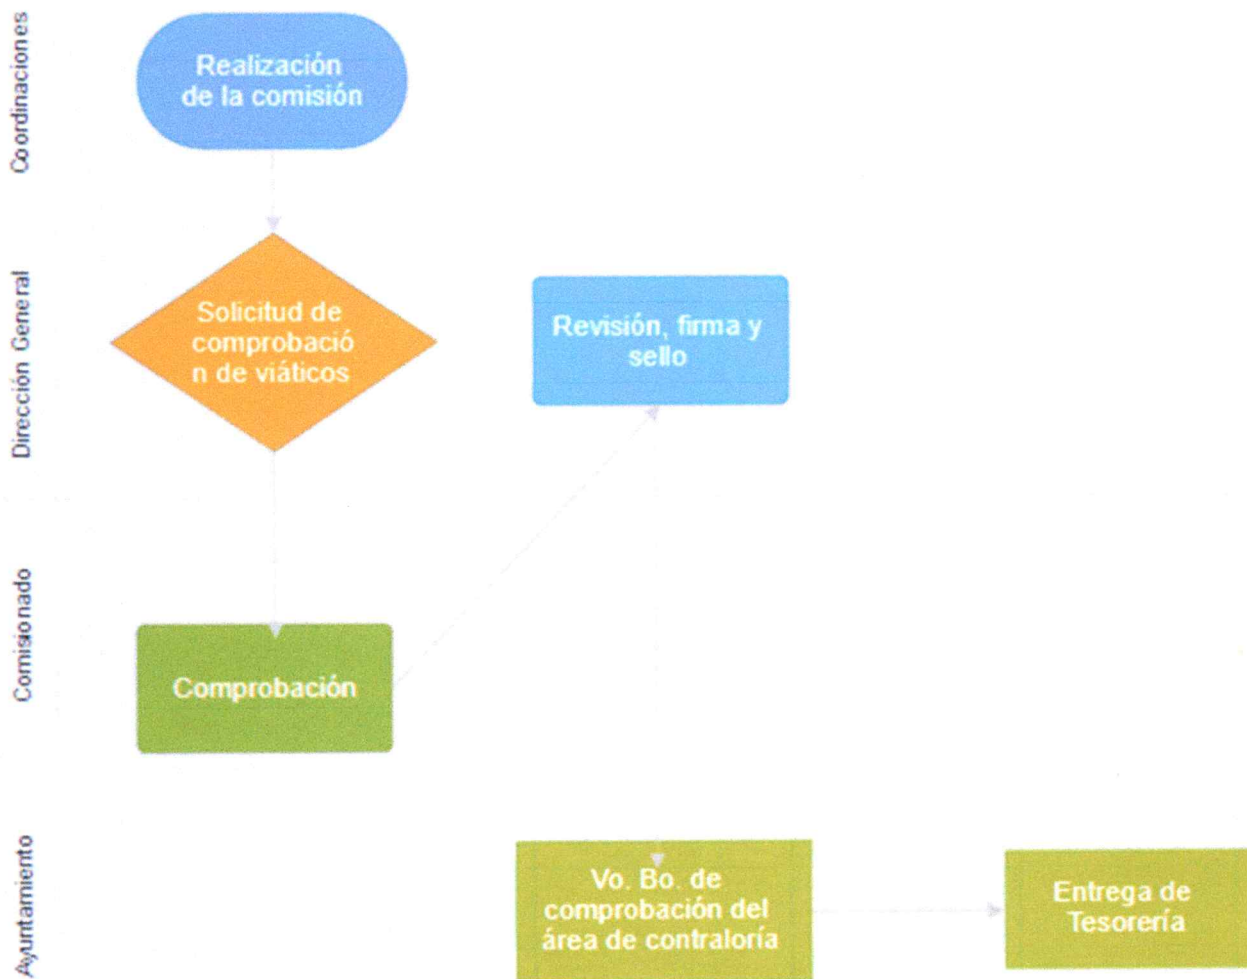 Coordinaciones
Realización
de la comisión
Dirección General
Solicitud de
comprobació
n de viáticos
Revisión, firma y
sello
Comisionado
Comprobación
Ayuntamiento
Vo. Bo. de
comprobación del
área de contraloría
Entrega de
Tesorería